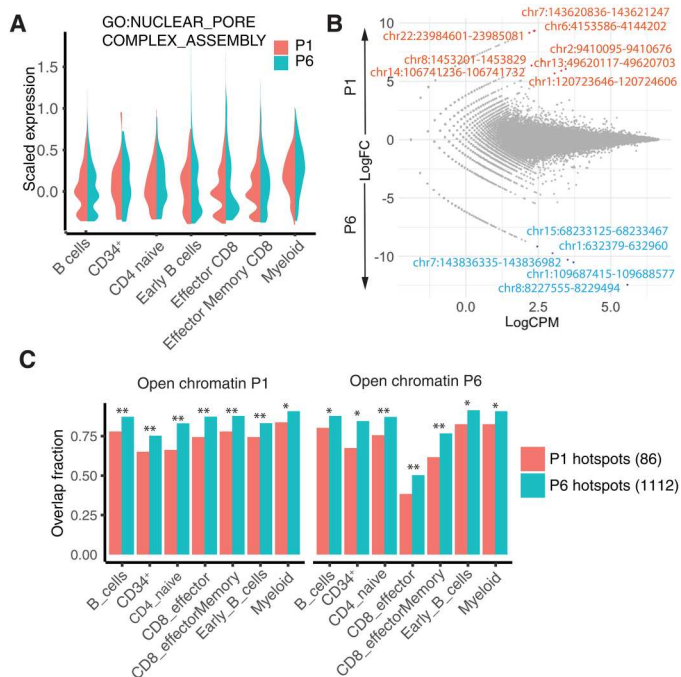 A
GO:NUCLEAR_PORE
COMPLEX_ASSEMBLY
P1
P6
Scaled expression
1.5
1.0
0.5
0.0
B cells
CD34⁺
CD4 naïve
Early B cells
Effector CD8
Effector Memory CD8
Myeloid
B
chr7:143620836-143621247
chr6:4153586-4144202
chr22:23984601-23985081
chr2:9410095-9410676
chr8:1453201-1453829
chr13:49620117-49620703
chr14:106741236-106741732
chr1:120723646-120724606
P1
LogFC
P6
10
5
0
-5
-10
chr15:68233125-68233467
chr1:632379-632960
chr7:143836335-143836982
chr1:109687415-109688577
chr8:8227555-8229494
0.0
2.5
5.0
LogCPM
C
Open chromatin P1
Open chromatin P6
Overlap fraction
0.75
0.50
0.25
0.00
** ** ** ** ** ** *
* * ** ** ** * *
B_cells
CD34⁺
CD4_naive
CD8_effector
CD8_effectorMemory
Early_B_cells
Myeloid
B_cells
CD34⁺
CD4_naive
CD8_effector
CD8_effectorMemory
Early_B_cells
Myeloid
P1 hotspots (86)
P6 hotspots (1112)